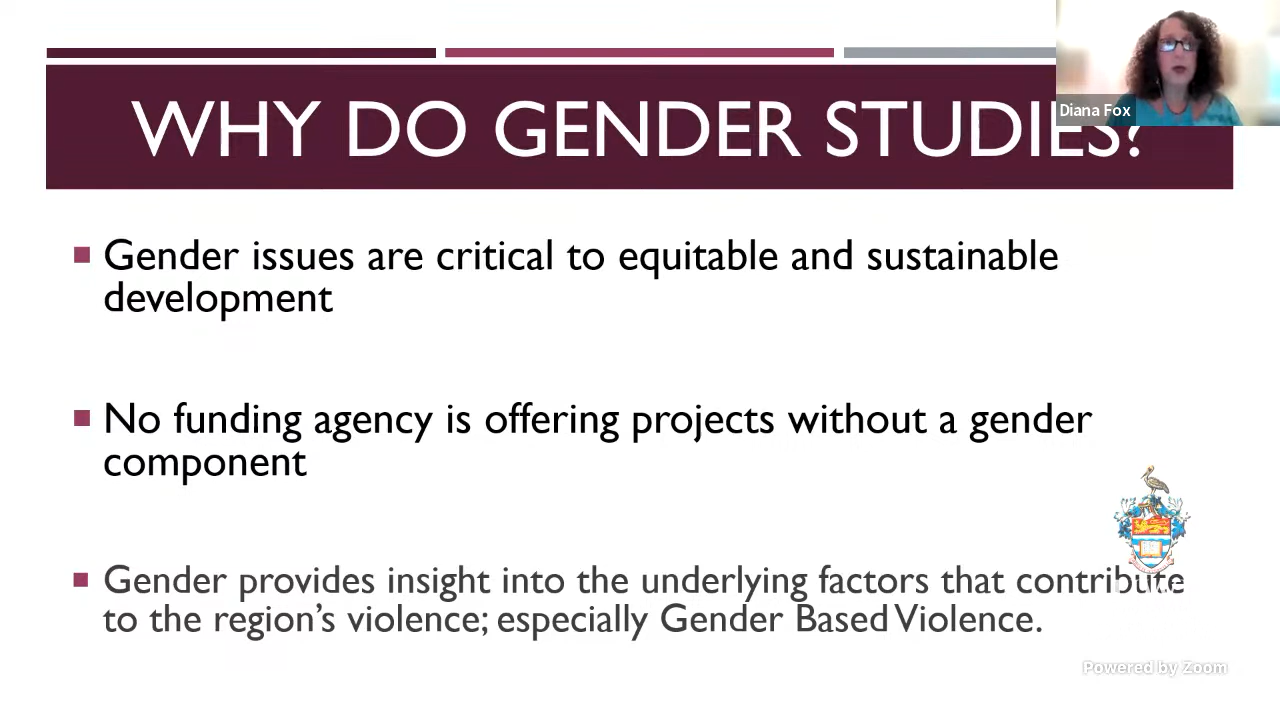 WHY DO GENDER STUDIES?
Diana Fox
Gender issues are critical to equitable and sustainable
development
No funding agency is offering projects without a gender
component
Gender provides insight into the underlying factors that contribute
to the region's violence; especially Gender Based Violence.
Powered by Zoom